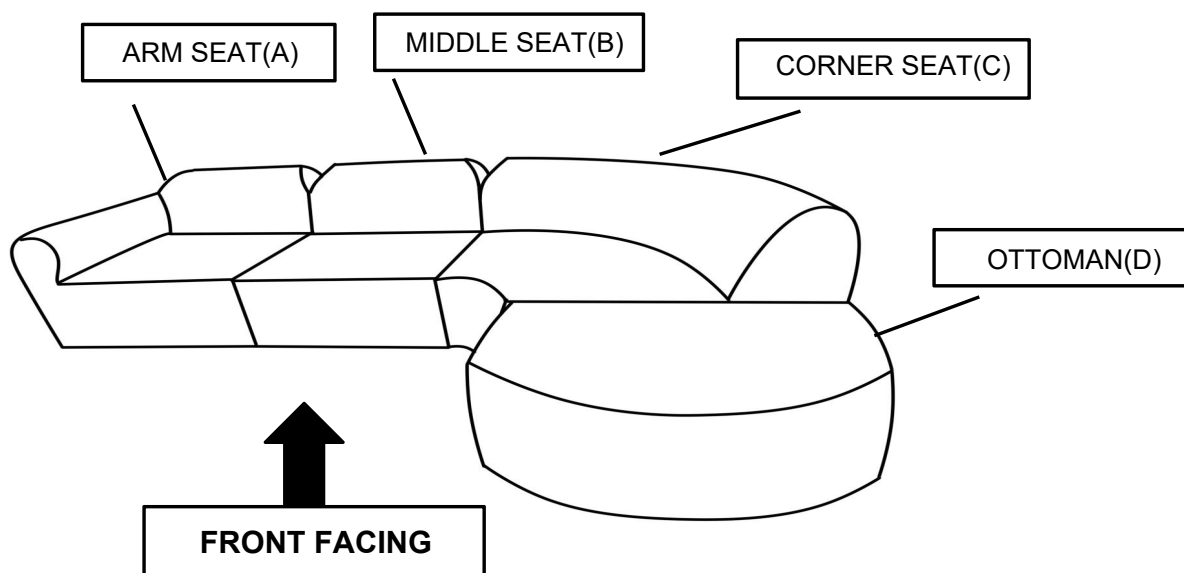 ARM SEAT(A)
MIDDLE SEAT(B)
CORNER SEAT(C)
OTTOMAN(D)
FRONT FACING